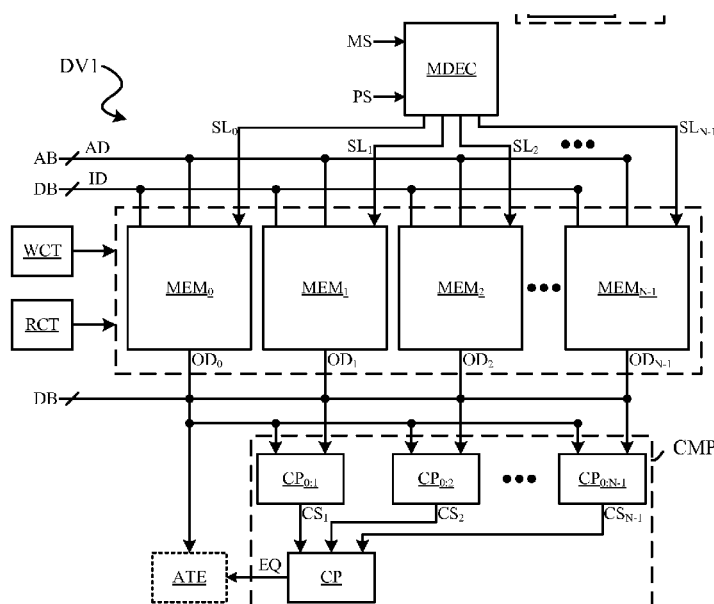 MS
MDEC
DV1
PS
SL0
SL1
SL2
SLN-1
AB
AD
DB
ID
WCT
MEM0
MEM1
MEM2
MEMN-1
RCT
OD0
OD1
OD2
ODN-1
DB
CMP
CP0:1
CP0:2
CP0:N-1
CS1
CS2
CSN-1
ATE
EQ
CP